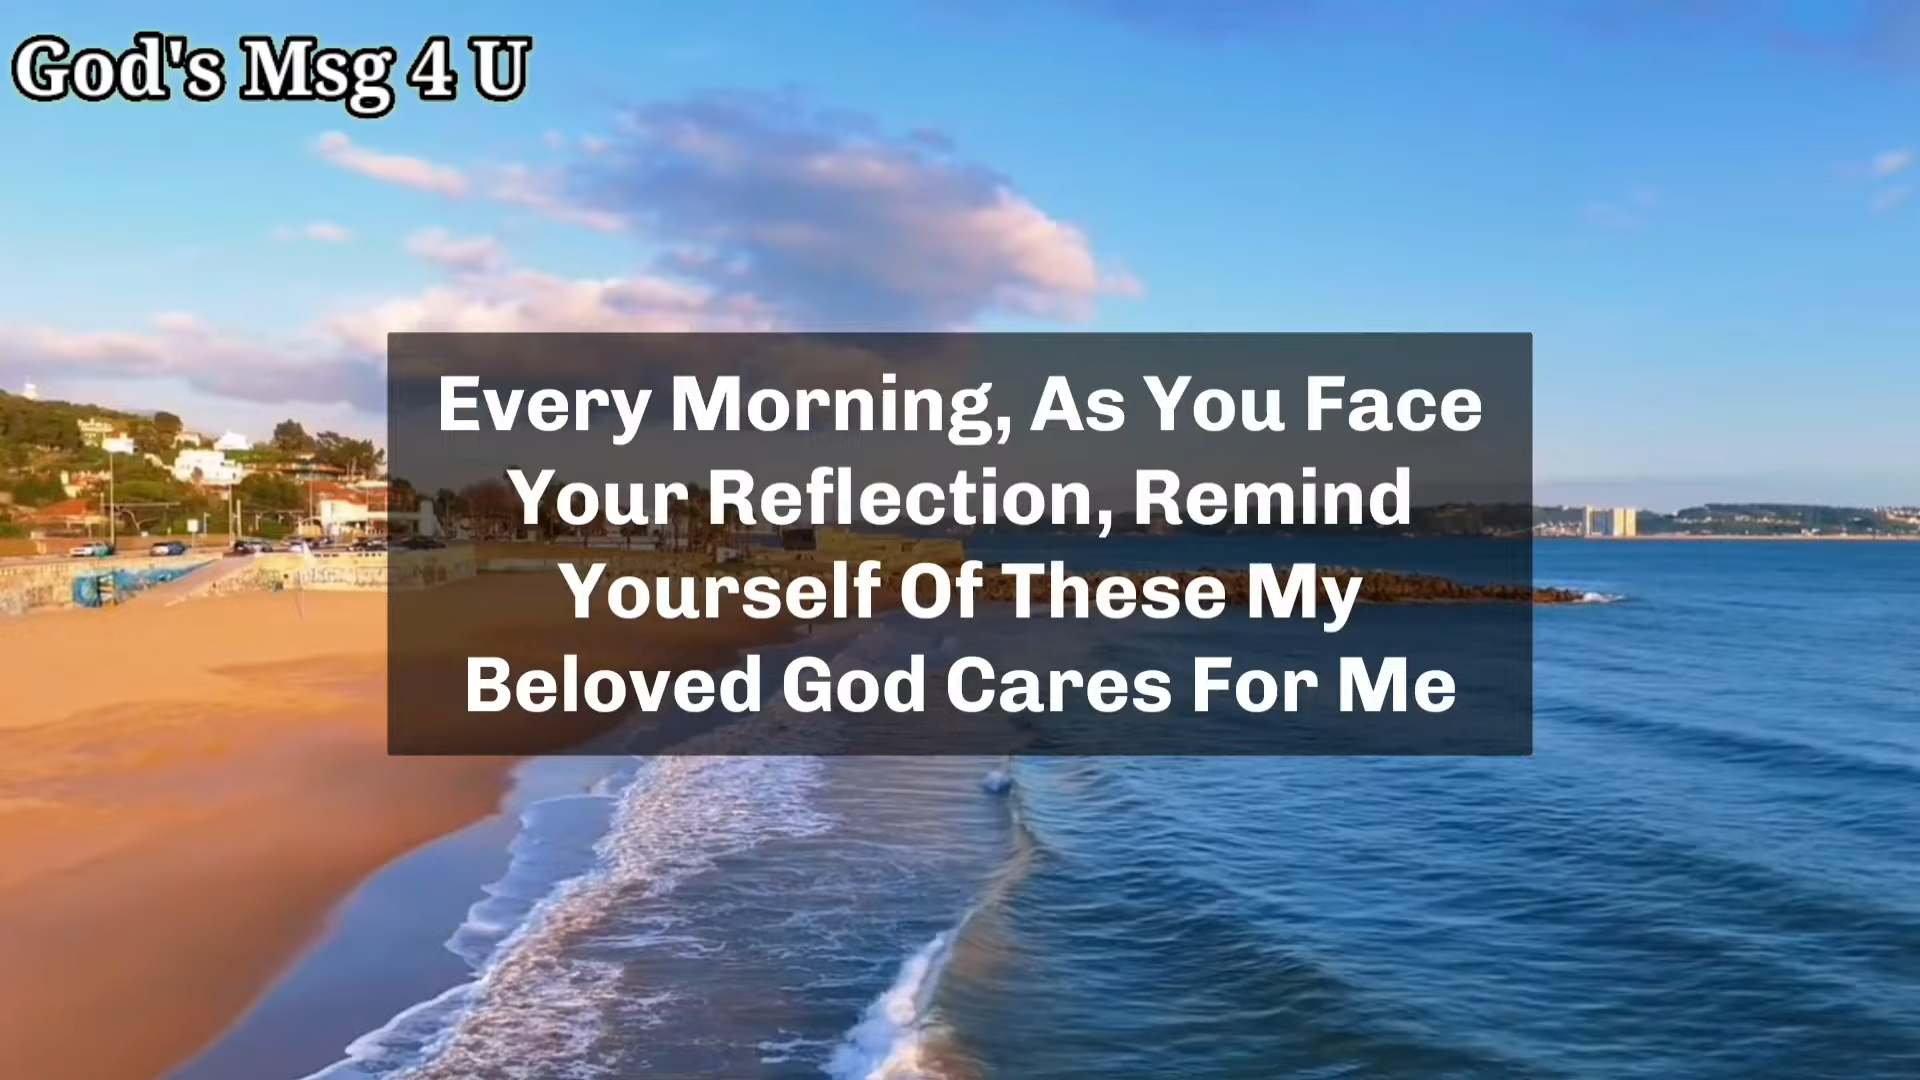 God's Msg 4 U
Every Morning, As You Face
Your Reflection, Remind
Yourself Of These My
Beloved God Cares For Me